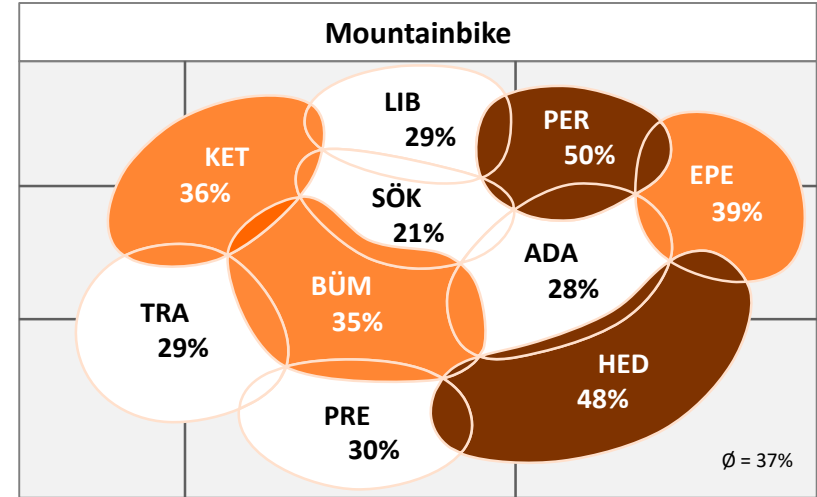 Mountainbike
LIB
29%
PER
50%
KET
36%
EPE
39%
SÖK
21%
ADA
28%
BÜM
35%
TRA
29%
HED
48%
PRE
30%
Ø = 37%